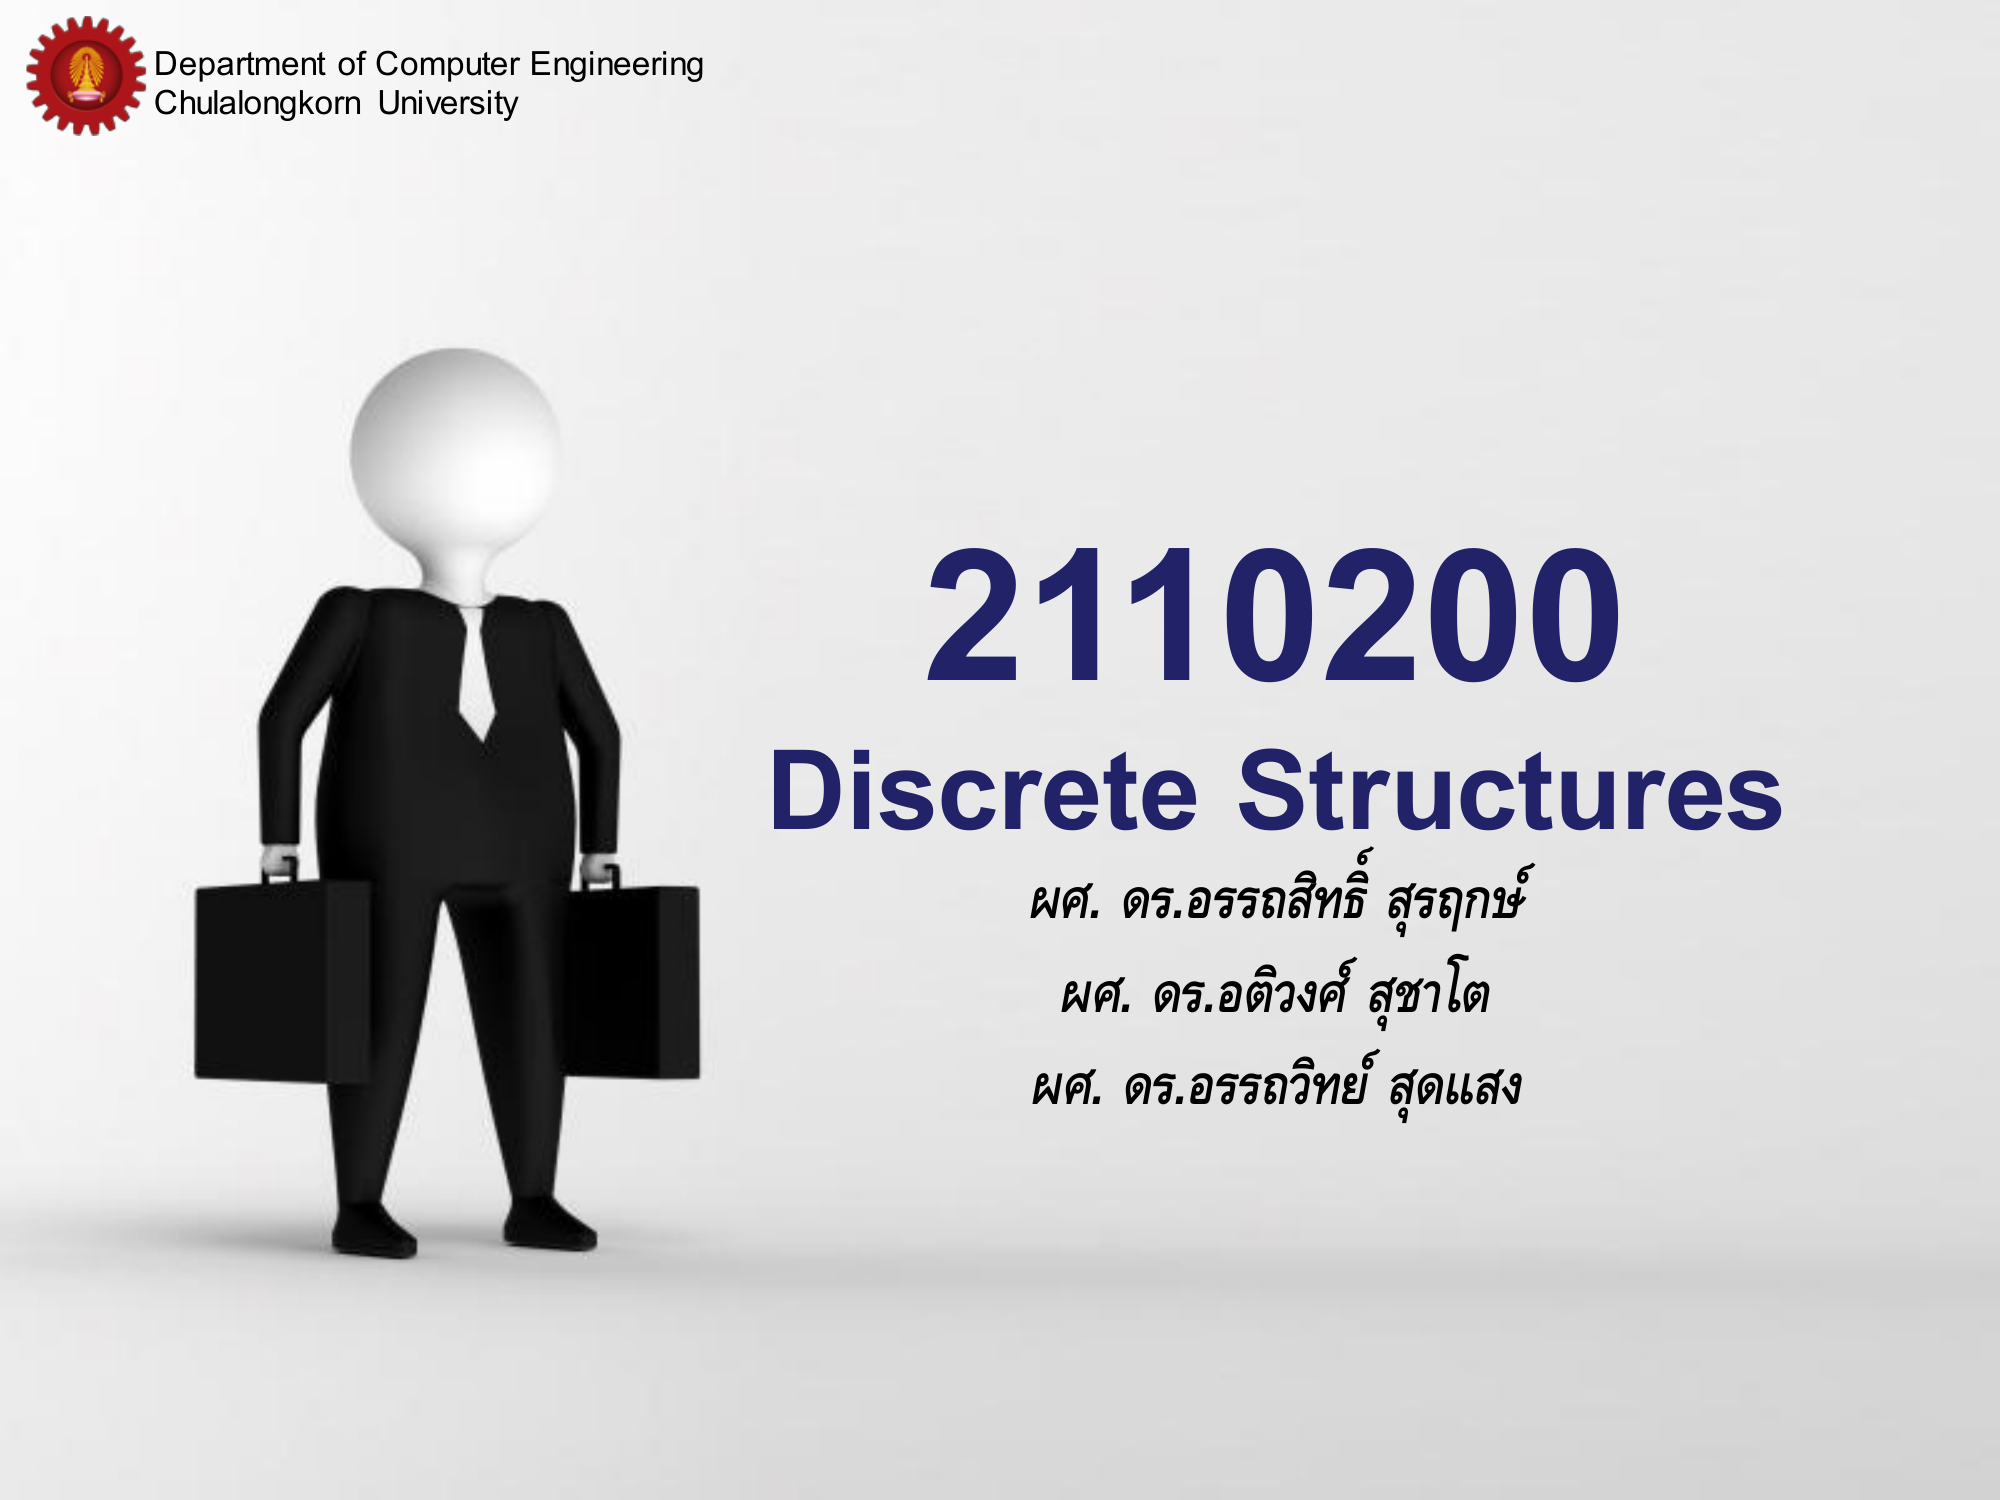 Department of Computer Engineering
Chulalongkorn University
2110200
Discrete Structures
ผศ. ดร.อรรถสิทธิ์ สุรฤกษ์
ผศ. ดร.อติวงศ์ สุชาโต
ผศ. ดร.อรรถวิทย์ สุดแสง